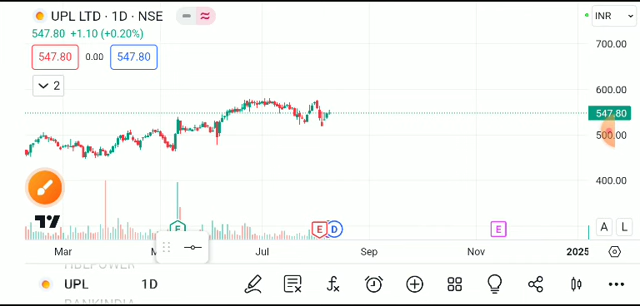 UPL LTD · 1D · NSE
INR
547.80 +1.10 (+0.20%)
547.80 0.00 547.80
2
700.00
600.00
547.80
500.00
400.00
E
E D
E
A L
Mar
Jul Sep Nov 2025
UPL 1D
fx